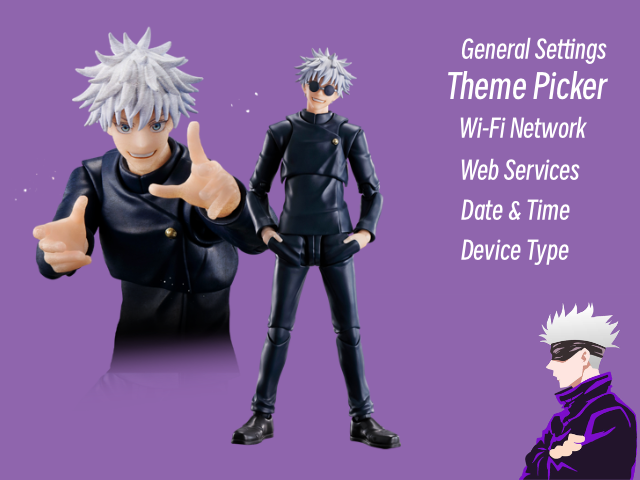 General Settings
Theme Picker
Wi-Fi Network
Web Services
Date & Time
Device Type